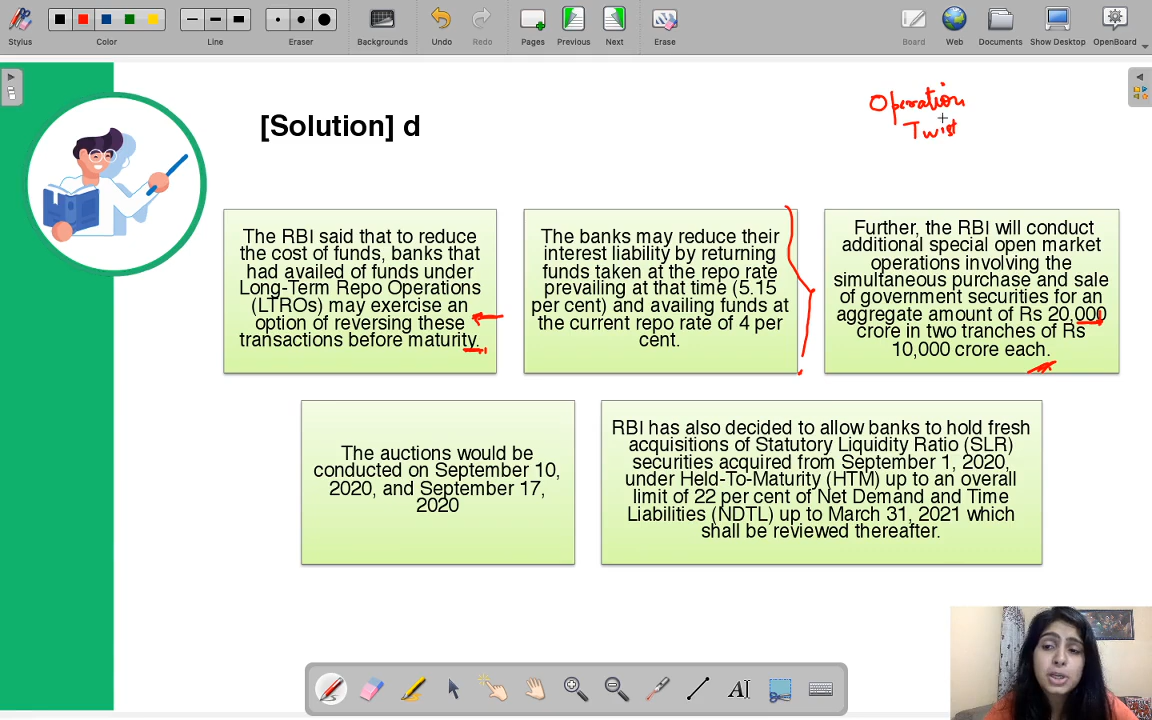 Stylus
Color
Line
Eraser
Backgrounds
Undo
Redo
Pages
Previous
Next
Erase
Board
Web
Documents
Show Desktop
OpenBoard
Operation
Twist
[Solution] d
The RBI said that to reduce
the cost of funds, banks that
had availed of funds under
Long-Term Repo Operations
(LTROs) may exercise an
option of reversing these
transactions before maturity.
The banks may reduce their
interest liability by returning
funds taken at the repo rate
prevailing at that time (5.15
per cent) and availing funds at
the current repo rate of 4 per
cent.
Further, the RBI will conduct
additional special open market
operations involving the
simultaneous purchase and sale
of government securities for an
aggregate amount of Rs 20,000
crore in two tranches of Rs
10,000 crore each.
The auctions would be
conducted on September 10,
2020, and September 17,
2020
RBI has also decided to allow banks to hold fresh
acquisitions of Statutory Liquidity Ratio (SLR)
securities acquired from September 1, 2020,
under Held-To-Maturity (HTM) up to an overall
limit of 22 per cent of Net Demand and Time
Liabilities (NDTL) up to March 31, 2021 which
shall be reviewed thereafter.
AI